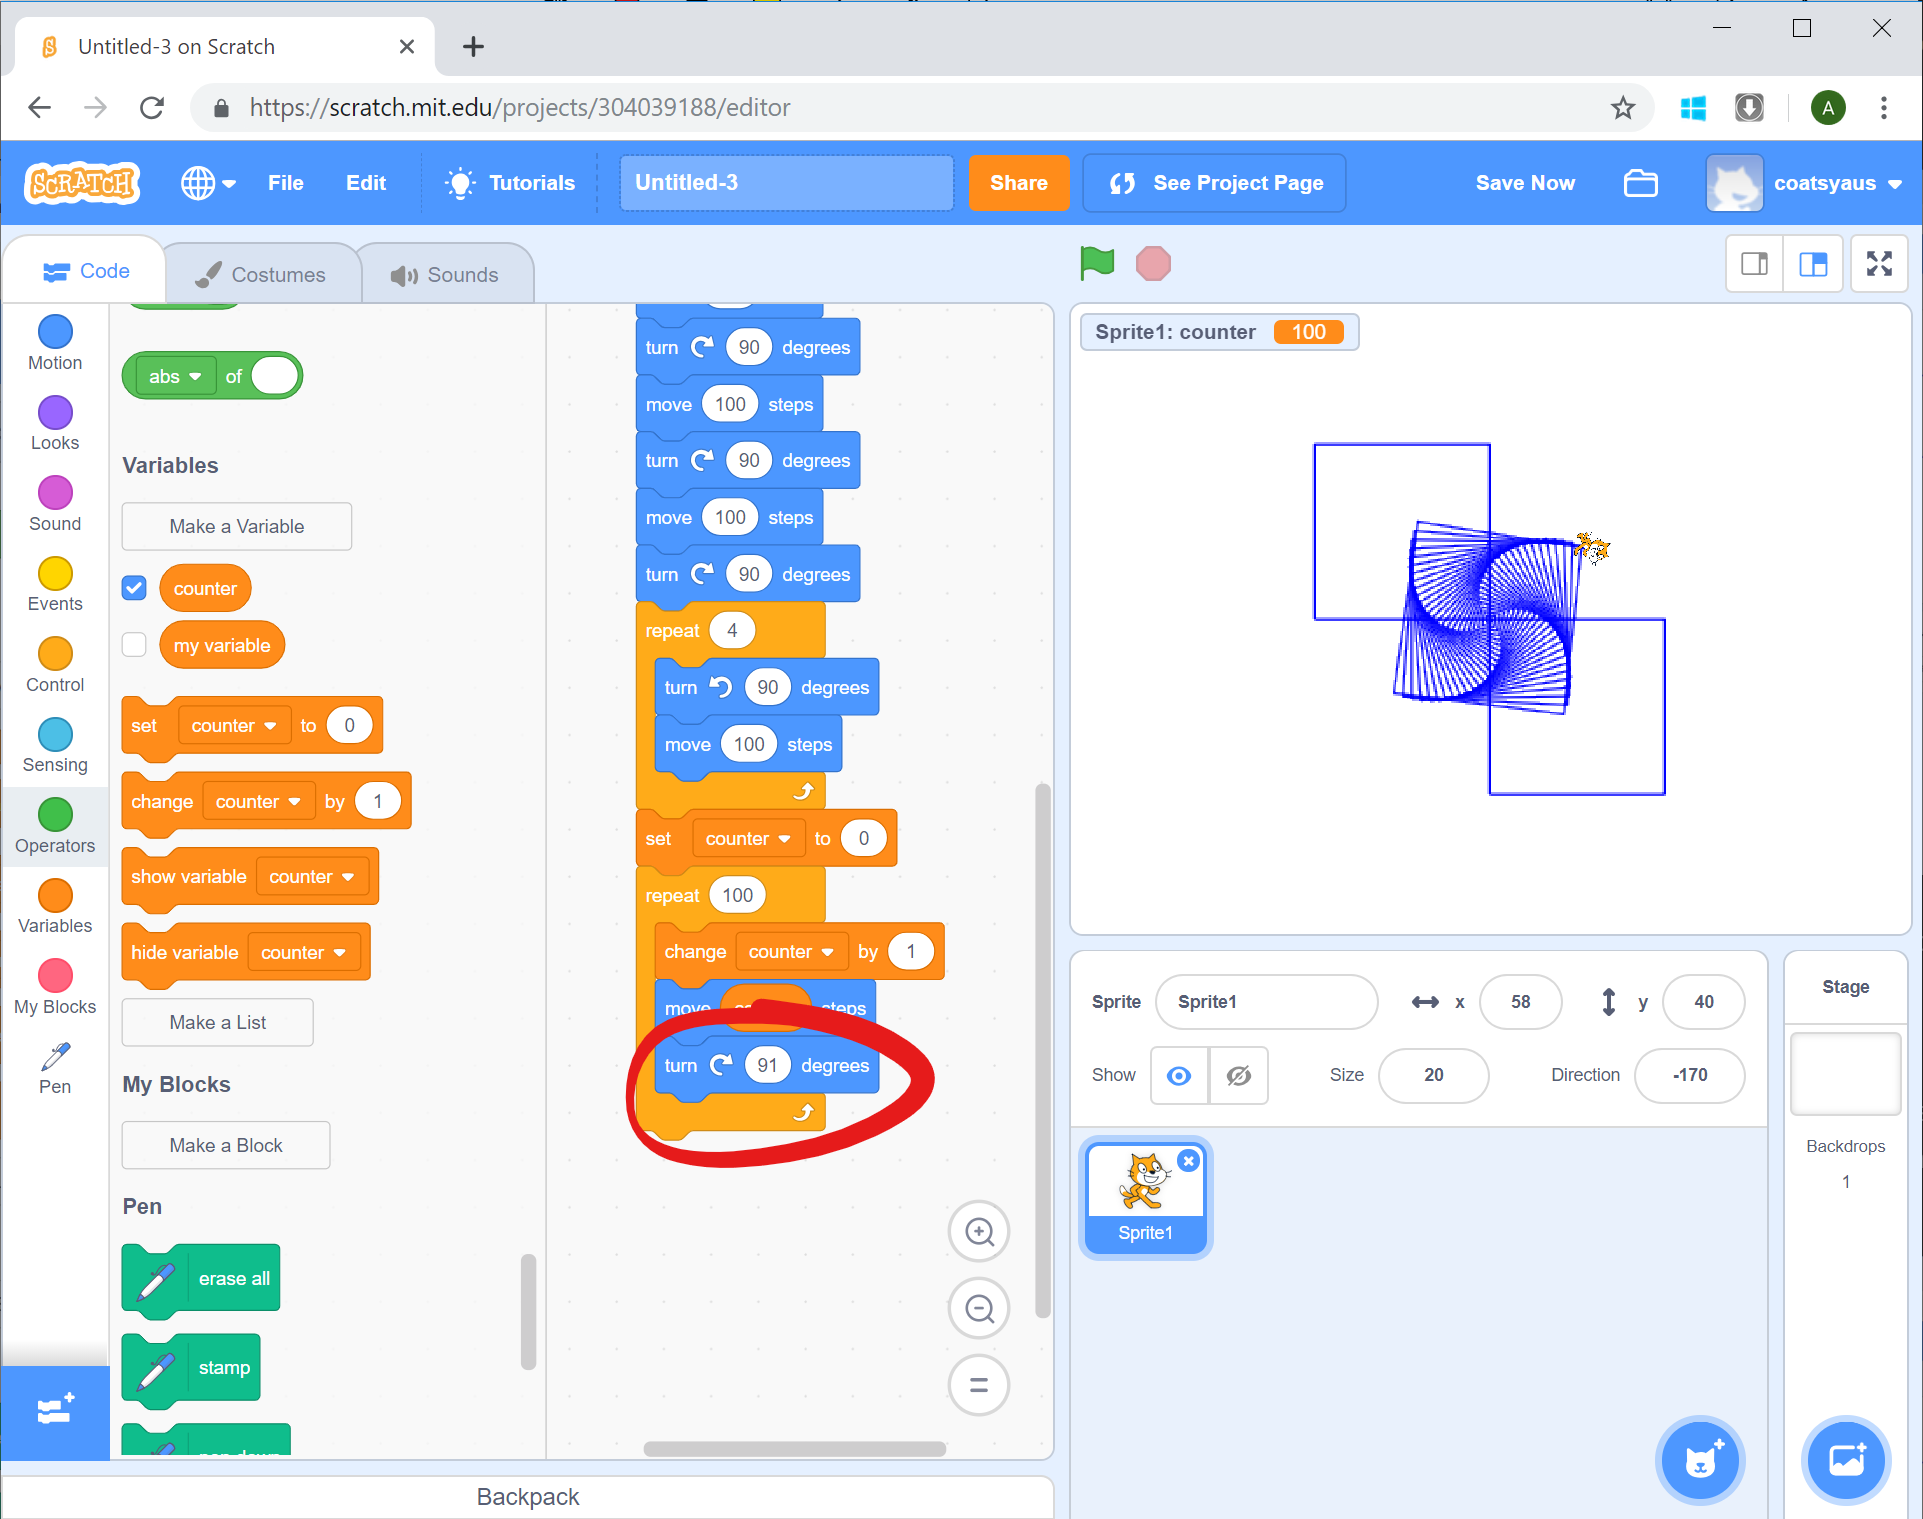 Untitled-3 on Scratch
https://scratch.mit.edu/projects/304039188/editor
A
SCRATCH
File
Edit
Tutorials
Untitled-3
Share
See Project Page
Save Now
coatsyaus
Code
Costumes
Sounds
Motion
Looks
Sound
Events
Control
Sensing
Operators
Variables
My Blocks
Pen
abs of
Variables
Make a Variable
counter
my variable
set counter to 0
change counter by 1
show variable counter
hide variable counter
Make a List
My Blocks
Make a Block
Pen
erase all
stamp
turn 90 degrees
move 100 steps
turn 90 degrees
move 100 steps
turn 90 degrees
repeat 4
turn 90 degrees
move 100 steps
set counter to 0
repeat 100
change counter by 1
move steps
turn 91 degrees
Backpack
Sprite1: counter 100
Sprite Sprite1 x 58 y 40
Show Size 20 Direction -170
Sprite1
Stage
Backdrops
1